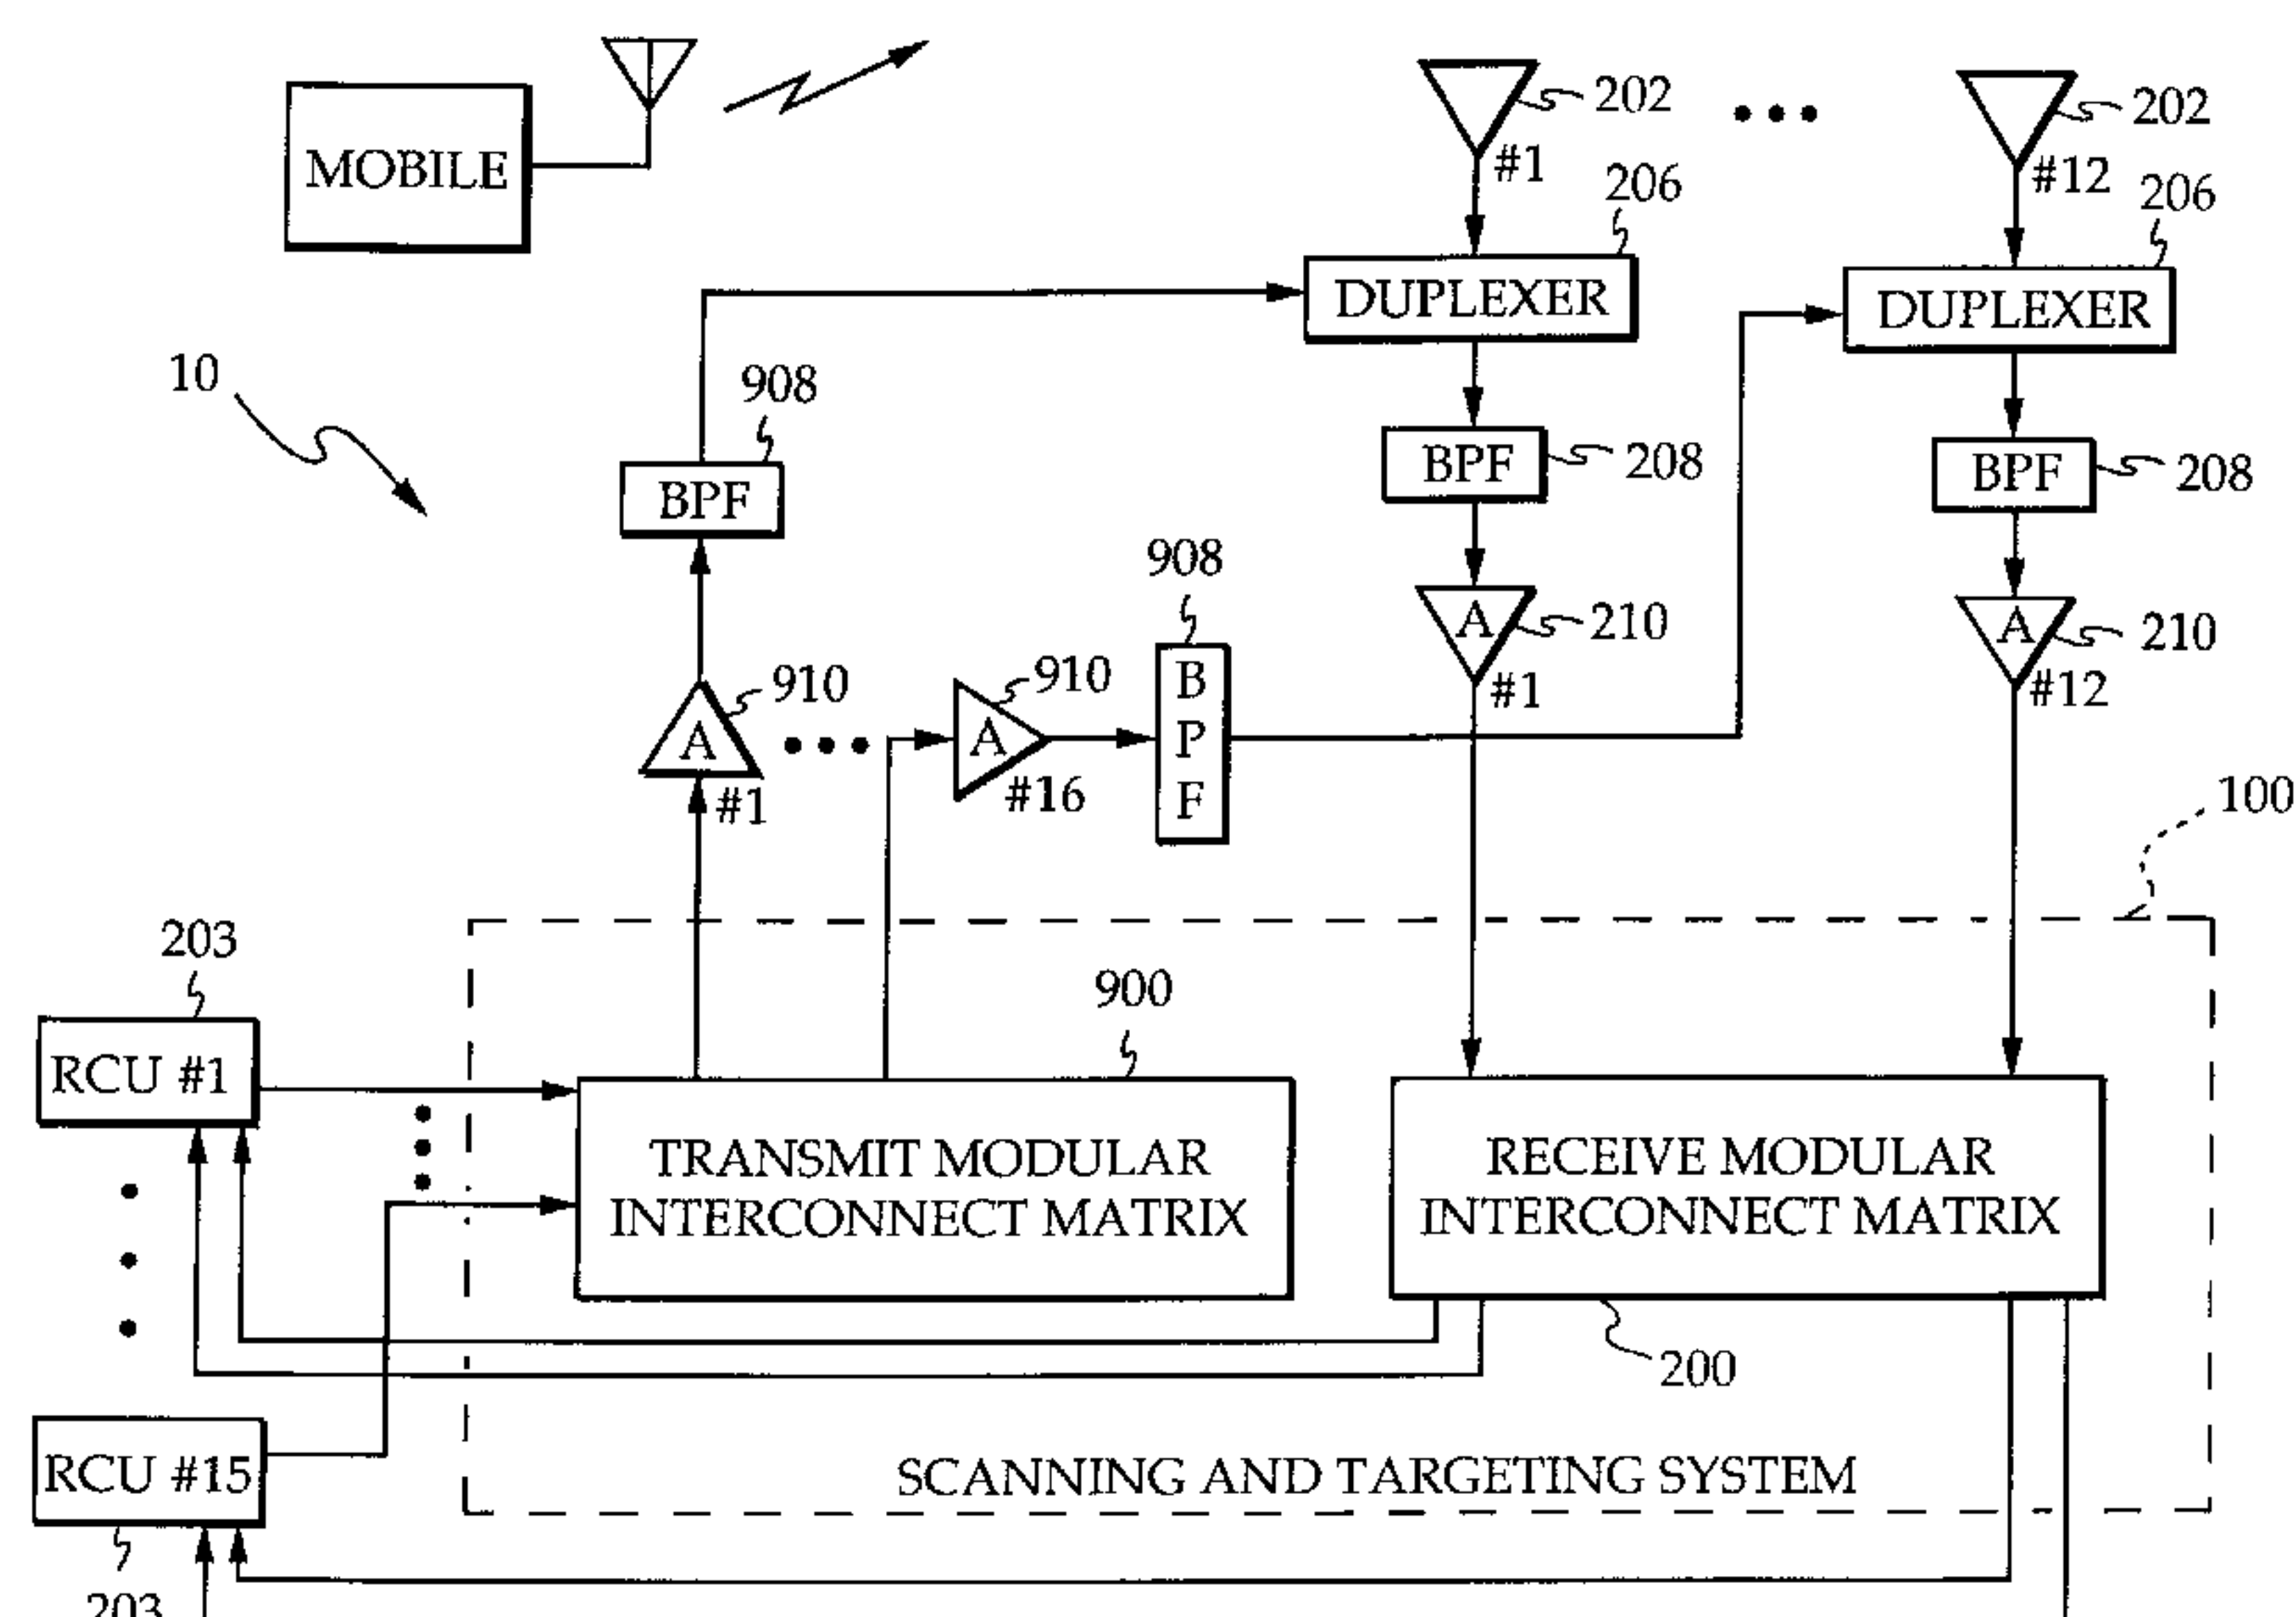 202
202
MOBILE
#1
#12
206
206
DUPLEXER
DUPLEXER
10
908
BPF
BPF
208
BPF
208
908
910
910
B
P
F
A
210
A
210
#1
#12
A
A
#1
#16
100
203
900
RCU #1
TRANSMIT MODULAR
INTERCONNECT MATRIX
RECEIVE MODULAR
INTERCONNECT MATRIX
200
RCU #15
SCANNING AND TARGETING SYSTEM
203